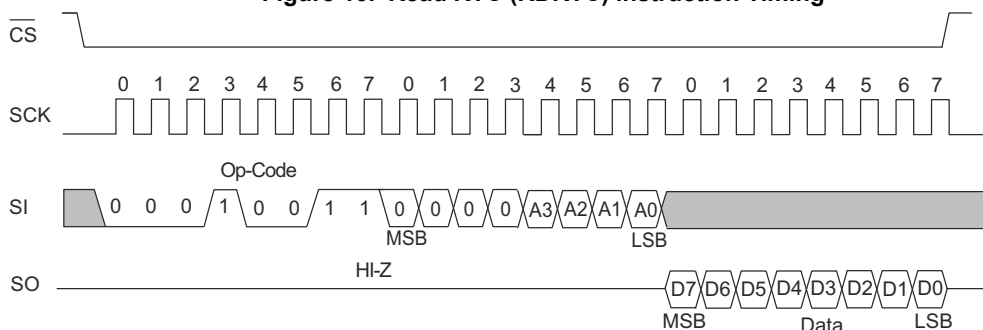 Figure Read Instruction Timing
CS
0 1 2 3 4 5 6 7 0 1 2 3 4 5 6 7 0 1 2 3 4 5 6 7
SCK
Op-Code
SI 0 0 0 1 0 0 1 1 0 0 0 0 A3 A2 A1 A0
MSB LSB
HI-Z
SO D7 D6 D5 D4 D3 D2 D1 D0
MSB Data LSB